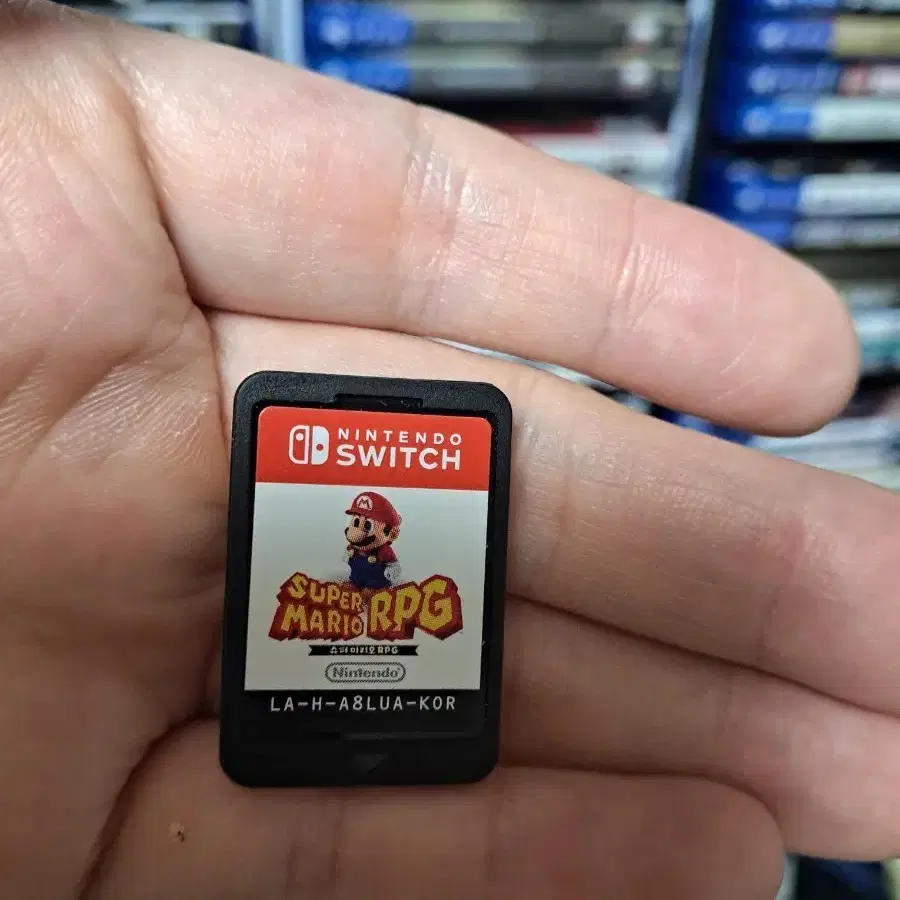 NINTENDO
SWITCH
SUPER
MARIO RPG
슈퍼 마리오 RPG
Nintendo
LA-H-A8LUA-KOR